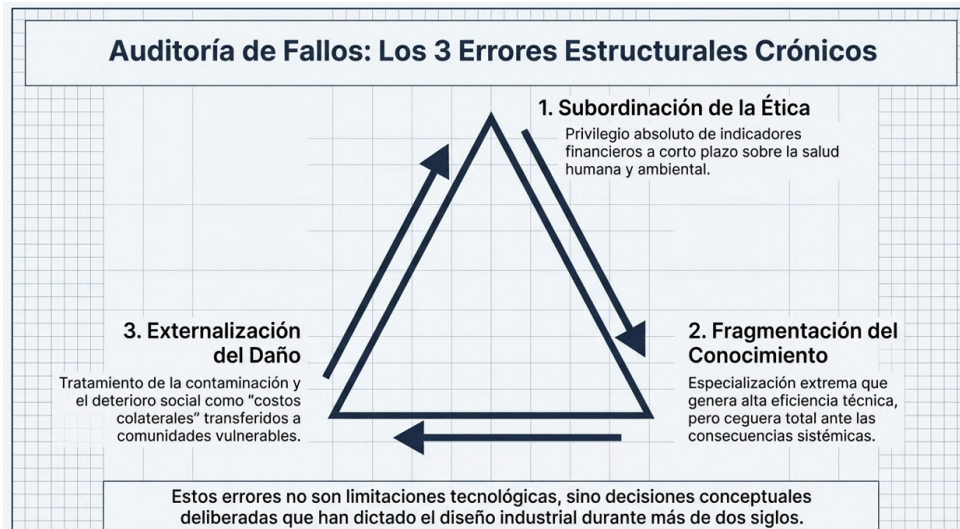 Auditoría de Fallos: Los 3 Errores Estructurales Crónicos
1. Subordinación de la Ética
Privilegio absoluto de indicadores
financieros a corto plazo sobre la salud
humana y ambiental.
2. Fragmentación del
Conocimiento
Especialización extrema que
genera alta eficiencia técnica,
pero ceguera total ante las
consecuencias sistémicas.
3. Externalización
del Daño
Tratamiento de la contaminación y
el deterioro social como "costos
colaterales" transferidos a
comunidades vulnerables.
Estos errores no son limitaciones tecnológicas, sino decisiones conceptuales
deliberadas que han dictado el diseño industrial durante más de dos siglos.